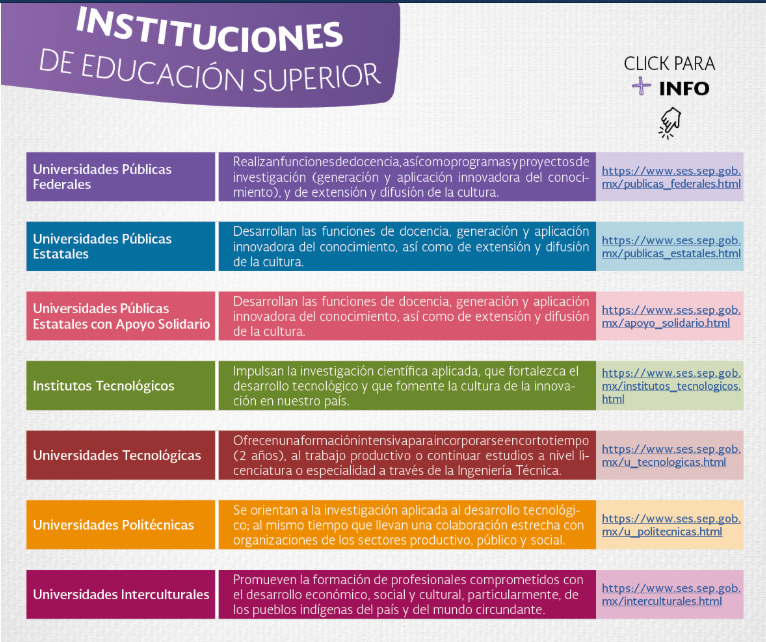 INSTITUCIONES
DE EDUCACIÓN SUPERIOR
CLICK PARA
+ INFO
Universidades Públicas
Federales
Realizan funciones de docencia, así como programas y proyectos de
investigación (generación y aplicación innovadora del conoci-
miento), y de extensión y difusión de la cultura.
https://www.ses.sep.gob.
mx/publicas_federales.html
Universidades Públicas
Estatales
Desarrollan las funciones de docencia, generación y aplicación
innovadora del conocimiento, así como de extensión y difusión
de la cultura.
https://www.ses.sep.gob.
mx/publicas_estatales.html
Universidades Públicas
Estatales con Apoyo Solidario
Desarrollan las funciones de docencia, generación y aplicación
innovadora del conocimiento, así como de extensión y difusión
de la cultura.
https://www.ses.sep.gob.
mx/apoyo_solidario.html
Institutos Tecnológicos
Impulsan la investigación científica aplicada, que fortalezca el
desarrollo tecnológico y que fomente la cultura de la innova-
ción en nuestro país.
https://www.ses.sep.gob.
mx/institutos_tecnologicos.
html
Universidades Tecnológicas
Ofrecen una formación intensiva para incorporarse en corto tiempo
(2 años), al trabajo productivo o continuar estudios a nivel li-
cenciatura o especialidad a través de la Ingeniería Técnica.
https://www.ses.sep.gob.
mx/u_tecnologicas.html
Universidades Politécnicas
Se orientan a la investigación aplicada al desarrollo tecnológi-
co; al mismo tiempo que llevan una colaboración estrecha con
organizaciones de los sectores productivo, público y social.
https://www.ses.sep.gob.
mx/u_politecnicas.html
Universidades Interculturales
Promueven la formación de profesionales comprometidos con
el desarrollo económico, social y cultural, particularmente, de
los pueblos indígenas del país y del mundo circundante.
https://www.ses.sep.gob.
mx/interculturales.html